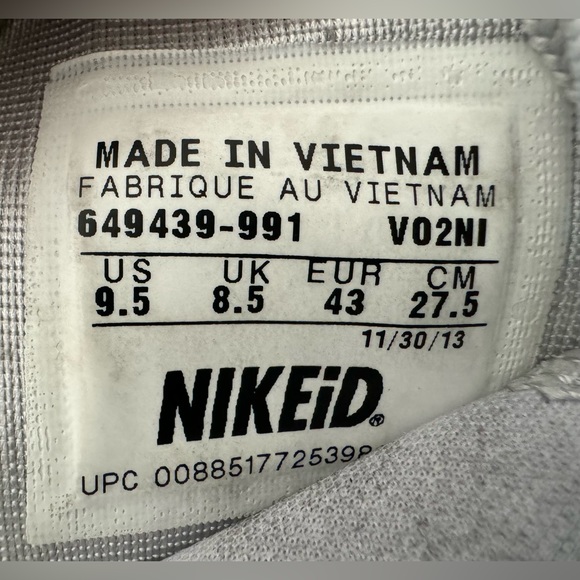 MADE IN VIETNAM
FABRIQUE AU VIETNAM
649439-991 V02NI
US UK EUR CM
9.5 8.5 43 27.5
11/30/13
NIKEiD®
UPC